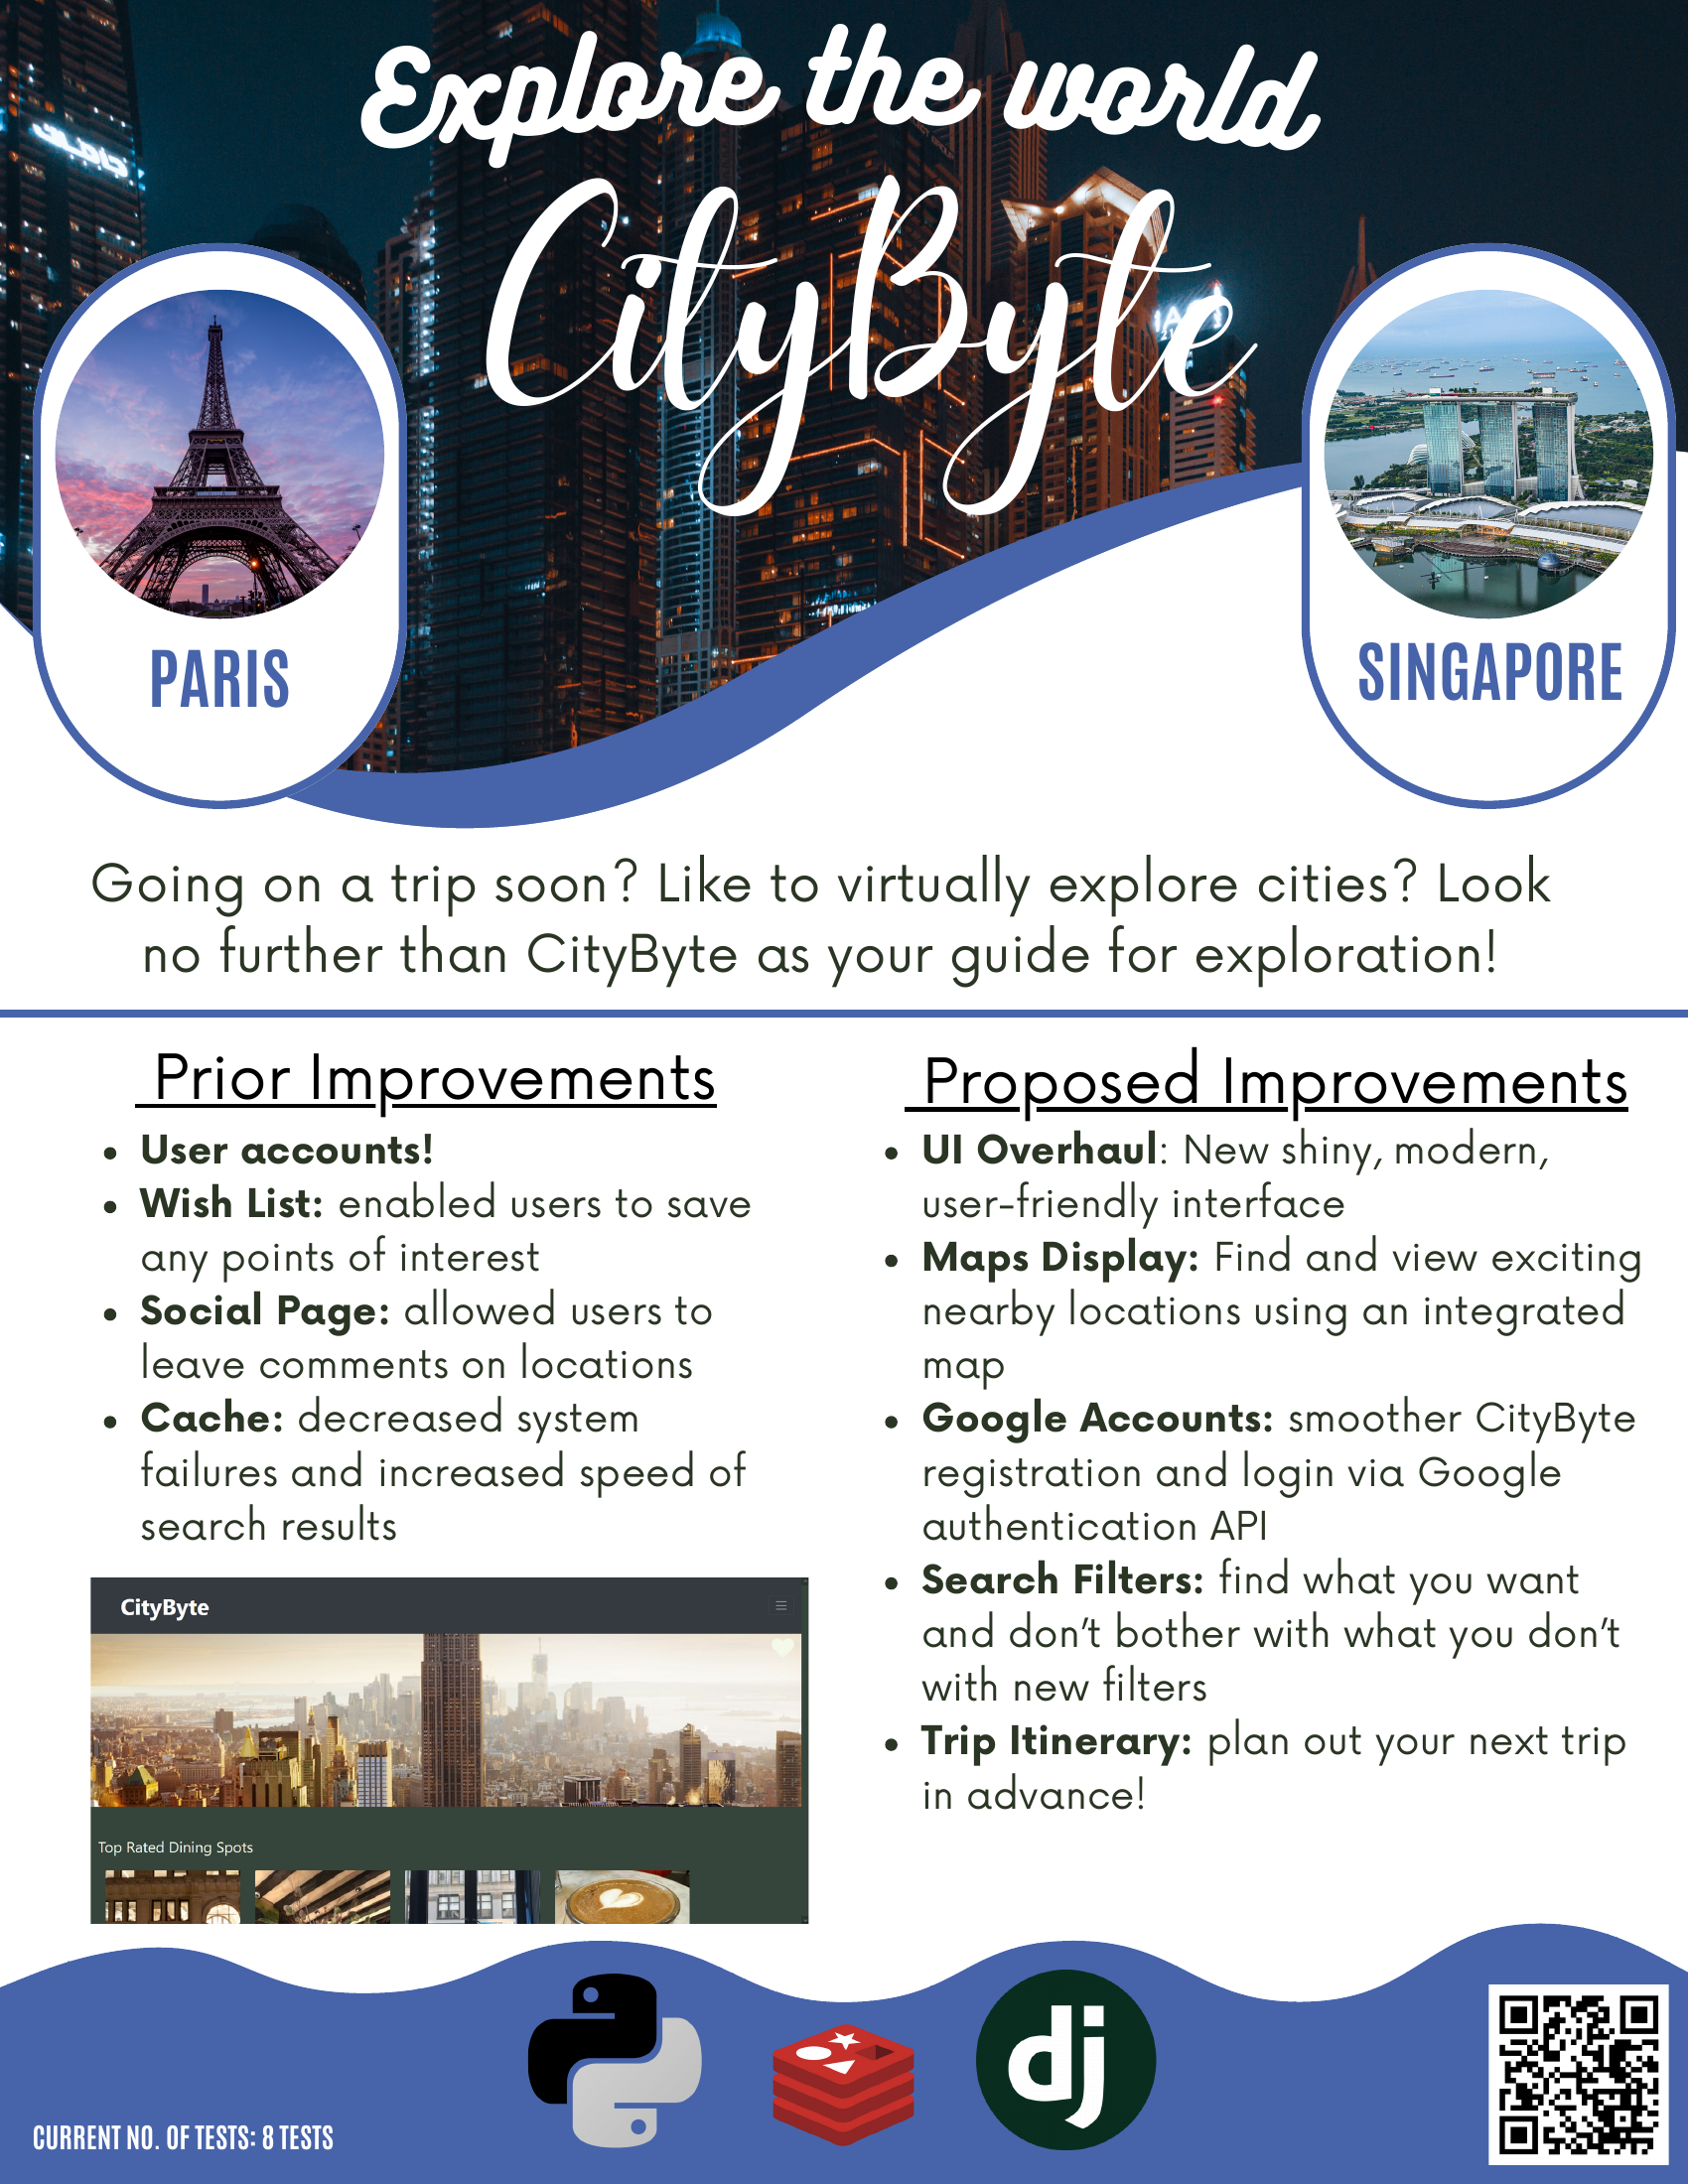 Explore the world
CityByte
PARIS
SINGAPORE
Going on a trip soon? Like to virtually explore cities? Look
no further than CityByte as your guide for exploration!
Prior Improvements
• User accounts!
• Wish List: enabled users to save
any points of interest
• Social Page: allowed users to
leave comments on locations
• Cache: decreased system
failures and increased speed of
search results
CityByte
Top Rated Dining Spots
Proposed Improvements
• UI Overhaul: New shiny, modern,
user-friendly interface
• Maps Display: Find and view exciting
nearby locations using an integrated
map
• Google Accounts: smoother CityByte
registration and login via Google
authentication API
• Search Filters: find what you want
and don't bother with what you don't
with new filters
• Trip Itinerary: plan out your next trip
in advance!
dj
CURRENT NO. OF TESTS: 8 TESTS